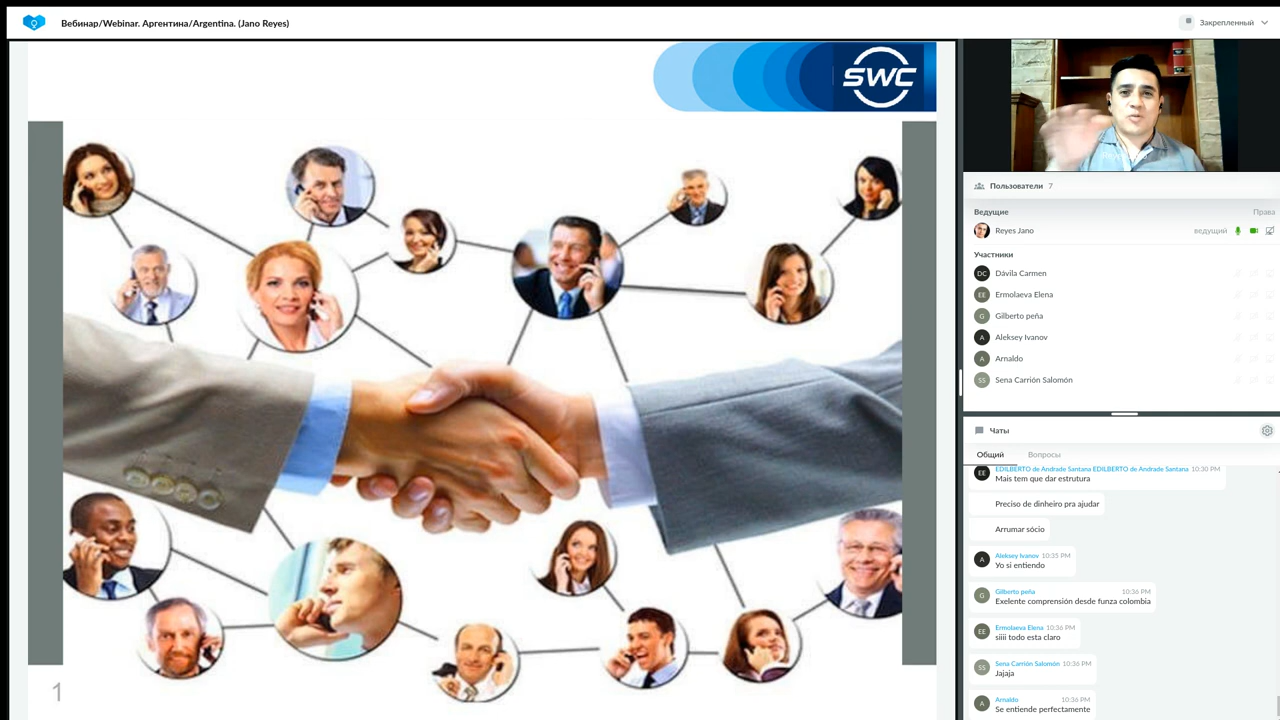 Вебинар/Webinar. Аргентина/Argentina. (Jano Reyes)
Закрепленный
SWC
1
Пользователи 7
Ведущие Права
Reyes Jano ведущий
Участники
DC Dávila Carmen
EE Ermolaeva Elena
G Gilberto peña
A Aleksey Ivanov
A Arnaldo
SS Sena Carrión Salomón
Чаты
Общий Вопросы
EE EDILBERTO de Andrade Santana EDILBERTO de Andrade Santana 10:30 PM
Mais tem que dar estrutura
Preciso de dinheiro pra ajudar
Arrumar sócio
A Aleksey Ivanov 10:35 PM
Yo si entiendo
G Gilberto peña 10:36 PM
Exelente comprensión desde funza colombia
EE Ermolaeva Elena 10:36 PM
siiii todo esta claro
SS Sena Carrión Salomón 10:36 PM
Jajaja
A Arnaldo 10:36 PM
Se entiende perfectamente